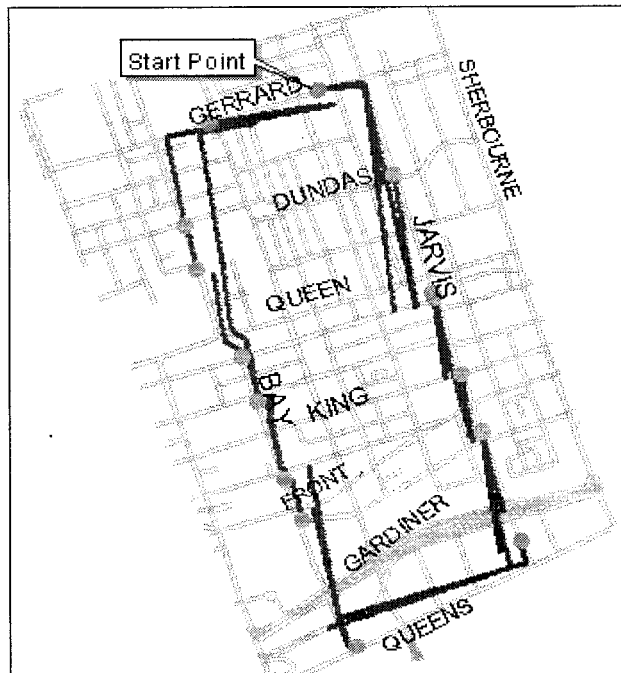 Start Point
GERRARD
SHERBOURNE
DUNDAS
JARVIS
QUEEN
BAY
KING
FRONT
GARDINER
QUEENS